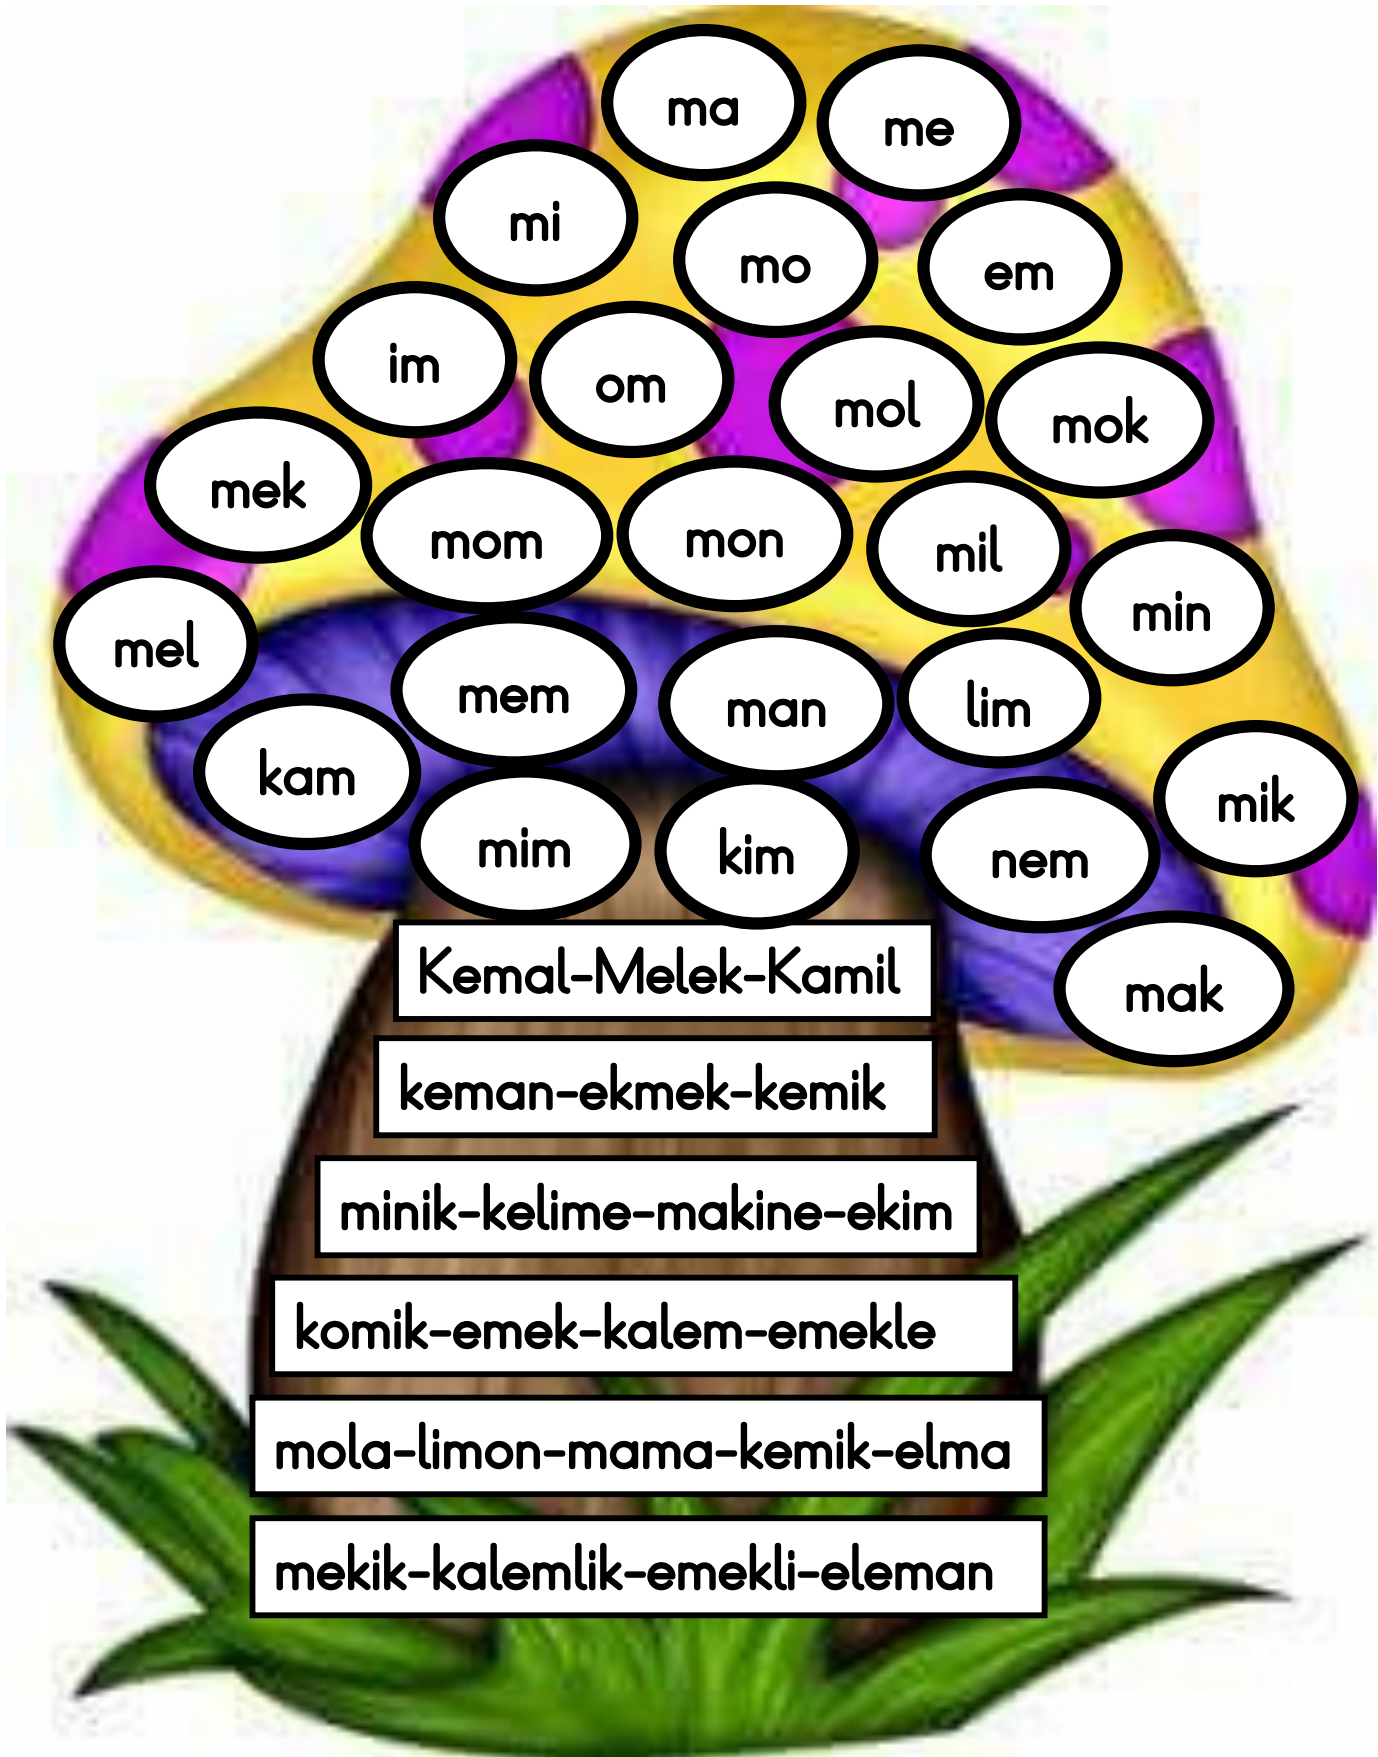 ma
me
mi
mo
em
im
om
mol
mok
mek
mom
mon
mil
min
mel
mem
man
lim
kam
mim
kim
nem
mik
mak
Kemal-Melek-Kamil
keman-ekmek-kemik
minik-kelime-makine-ekim
komik-emek-kalem-emekle
mola-limon-mama-kemik-elma
mekik-kalemlik-emekli-eleman